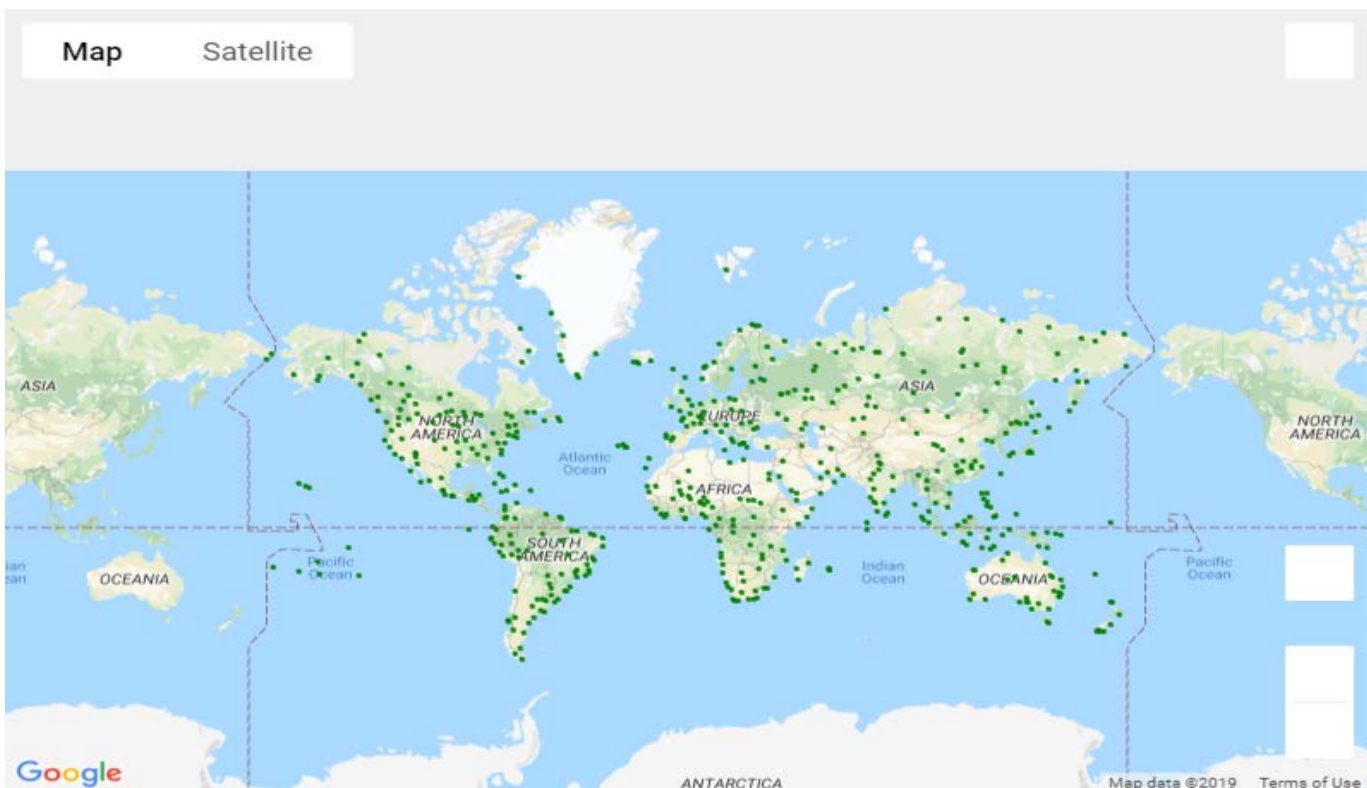 Map Satellite
ASIA
NORTH
AMERICA
EUROPE
ASIA
NORTH
AMERICA
Atlantic
Ocean
AFRICA
SOUTH
AMERICA
Pacific
Ocean
OCEANIA
Indian
Ocean
OCEANIA
Pacific
Ocean
ANTARCTICA
Google
Map data ©2019 Terms of Use